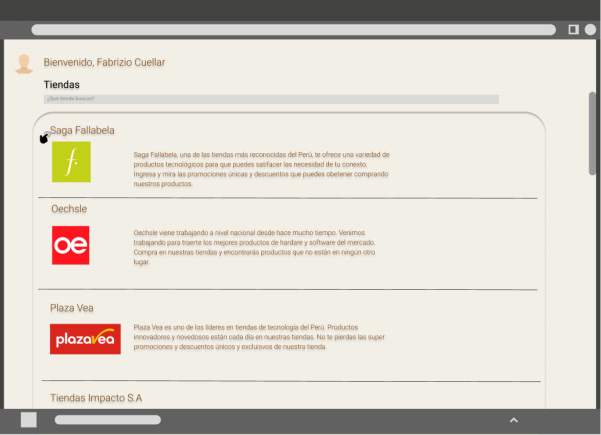 Bienvenido, Fabrizio Cuellar
Tiendas
¿Qué tienda buscas?
Saga Fallabela
f.
Saga Fallabela, una de las tiendas más reconocidas del Perú, te ofrece una variedad de
productos tecnológicos para que puedes satifacer las necesidad de tu conexto.
Ingresa y mira las promociones únicas y descuentos que puedes obetener comprando
nuestros productos.
Oechsle
oe
Oechsle viene trabajando a nivel nacional desde hace mucho tiempo. Venimos
trabajando para traerte los mejores productos de hardare y software del mercado.
Compra en nuestras tiendas y encontrarás productos que no están en ningún otro
lugar.
Plaza Vea
plazavea
Plaza Vea es uno de los líderes en tiendas de tecnología del Perú. Productos
innovadores y novedosos están cada día en nuestras tiendas. No te pierdas las super
promociones y descuentos únicos y exclusivos de nuestra tienda.
Tiendas Impacto S.A